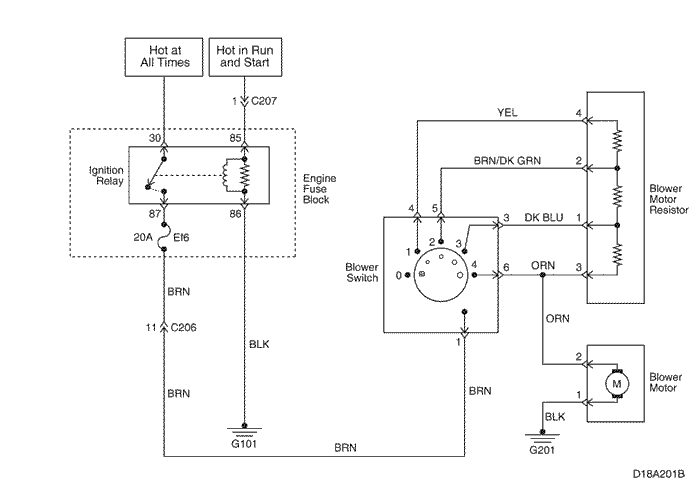 Hot at
All Times
Hot in Run
and Start
1
C207
30
85
Ignition
Relay
Engine
Fuse
Block
87
86
20A
Ef6
BRN
11
C206
BLK
BRN
G101
BRN
YEL
4
BRN/DK GRN
2
Blower
Motor
Resistor
4
5
3
DK BLU
1
1
2
3
Blower
Switch
0
4
6
ORN
3
ORN
1
BRN
2
Blower
Motor
M
1
BLK
G201
D18A201B